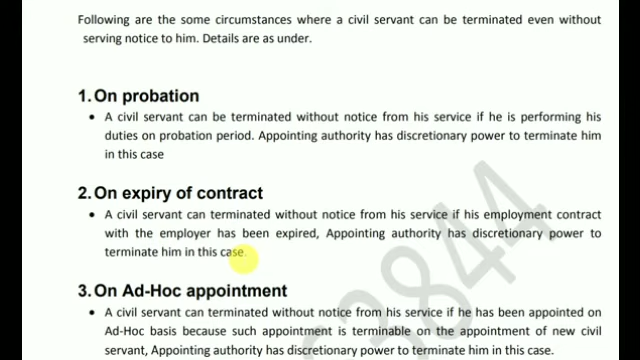 Following are the some circumstances where a civil servant can be terminated even without
serving notice to him. Details are as under.
1. On probation
• A civil servant can be terminated without notice from his service if he is performing his
duties on probation period. Appointing authority has discretionary power to terminate him
in this case
2. On expiry of contract
• A civil servant can terminated without notice from his service if his employment contract
with the employer has been expired, Appointing authority has discretionary power to
terminate him in this case.
3. On Ad-Hoc appointment
• A civil servant can terminated without notice from his service if he has been appointed on
Ad-Hoc basis because such appointment is terminable on the appointment of new civil
servant, Appointing authority has discretionary power to terminate him in this case.